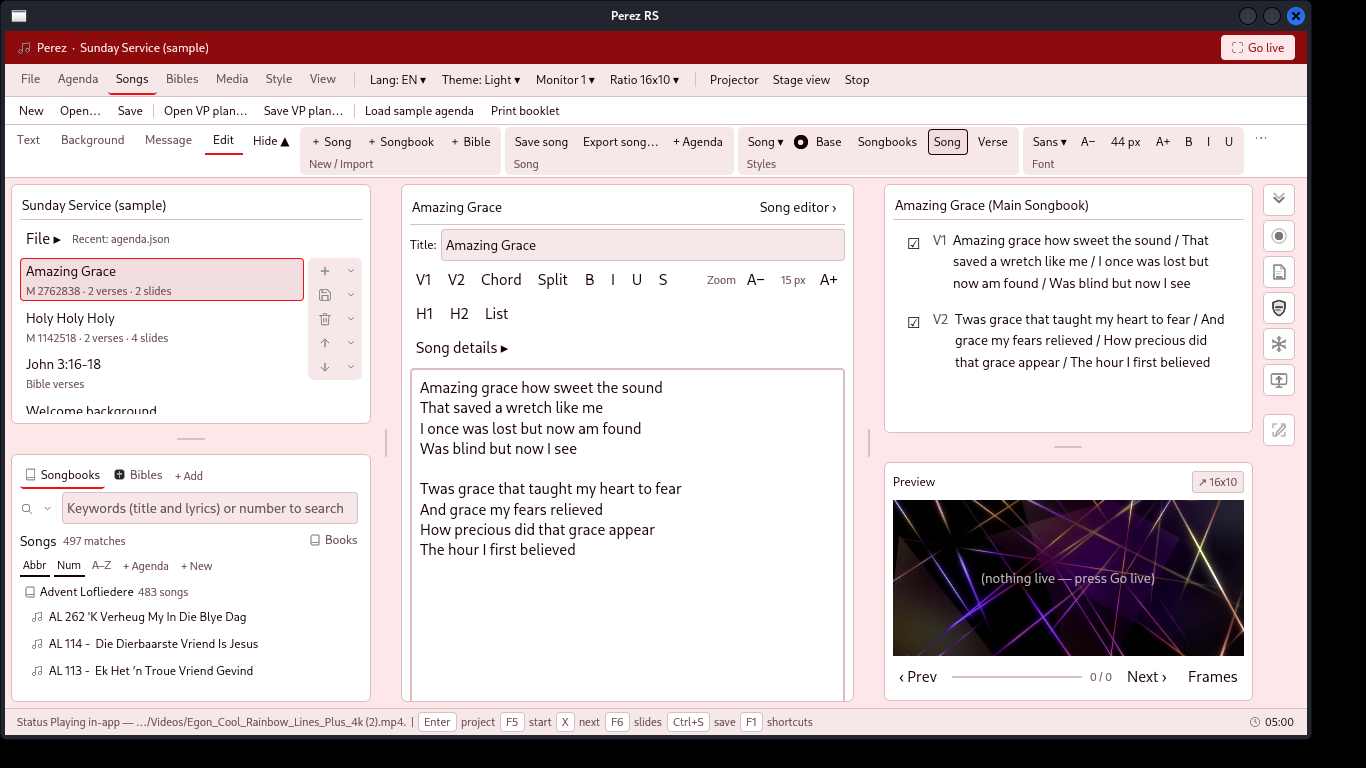 Perez RS
Perez · Sunday Service (sample)
Go live
File Agenda Songs Bibles Media Style View Lang: EN ▾ Theme: Light ▾ Monitor 1 ▾ Ratio 16x10 ▾ Projector Stage view Stop
New Open... Save Open VP plan... Save VP plan... Load sample agenda Print booklet
Text Background Message Edit Hide ▲ + Song + Songbook + Bible Save song Export song... + Agenda Song ▾ Base Songbooks Song Verse Sans ▾ A− 44 px A+ B I U ...
New / Import Song Styles Font
Sunday Service (sample)
File ▸ Recent: agenda.json
Amazing Grace
M 2762838 · 2 verses · 2 slides
Holy Holy Holy
M 1142518 · 2 verses · 4 slides
John 3:16-18
Bible verses
Welcome background
Songbooks Bibles + Add
Keywords (title and lyrics) or number to search
Songs 497 matches Books
Abbr Num A–Z + Agenda + New
Advent Lofliedere 483 songs
AL 262 'K Verheug My In Die Blye Dag
AL 114 - Die Dierbaarste Vriend Is Jesus
AL 113 - Ek Het 'n Troue Vriend Gevind
Amazing Grace Song editor ›
Title: Amazing Grace
V1 V2 Chord Split B I U S Zoom A− 15 px A+
H1 H2 List
Song details ▸
Amazing grace how sweet the sound
That saved a wretch like me
I once was lost but now am found
Was blind but now I see
Twas grace that taught my heart to fear
And grace my fears relieved
How precious did that grace appear
The hour I first believed
Amazing Grace (Main Songbook)
V1 Amazing grace how sweet the sound / That
saved a wretch like me / I once was lost but
now am found / Was blind but now I see
V2 Twas grace that taught my heart to fear / And
grace my fears relieved / How precious did
that grace appear / The hour I first believed
Preview ↗ 16x10
(nothing live — press Go live)
‹ Prev 0 / 0 Next › Frames
Status Playing in-app — .../Videos/Egon_Cool_Rainbow_Lines_Plus_4k (2).mp4. | Enter project F5 start X next F6 slides Ctrl+S save F1 shortcuts 05:00